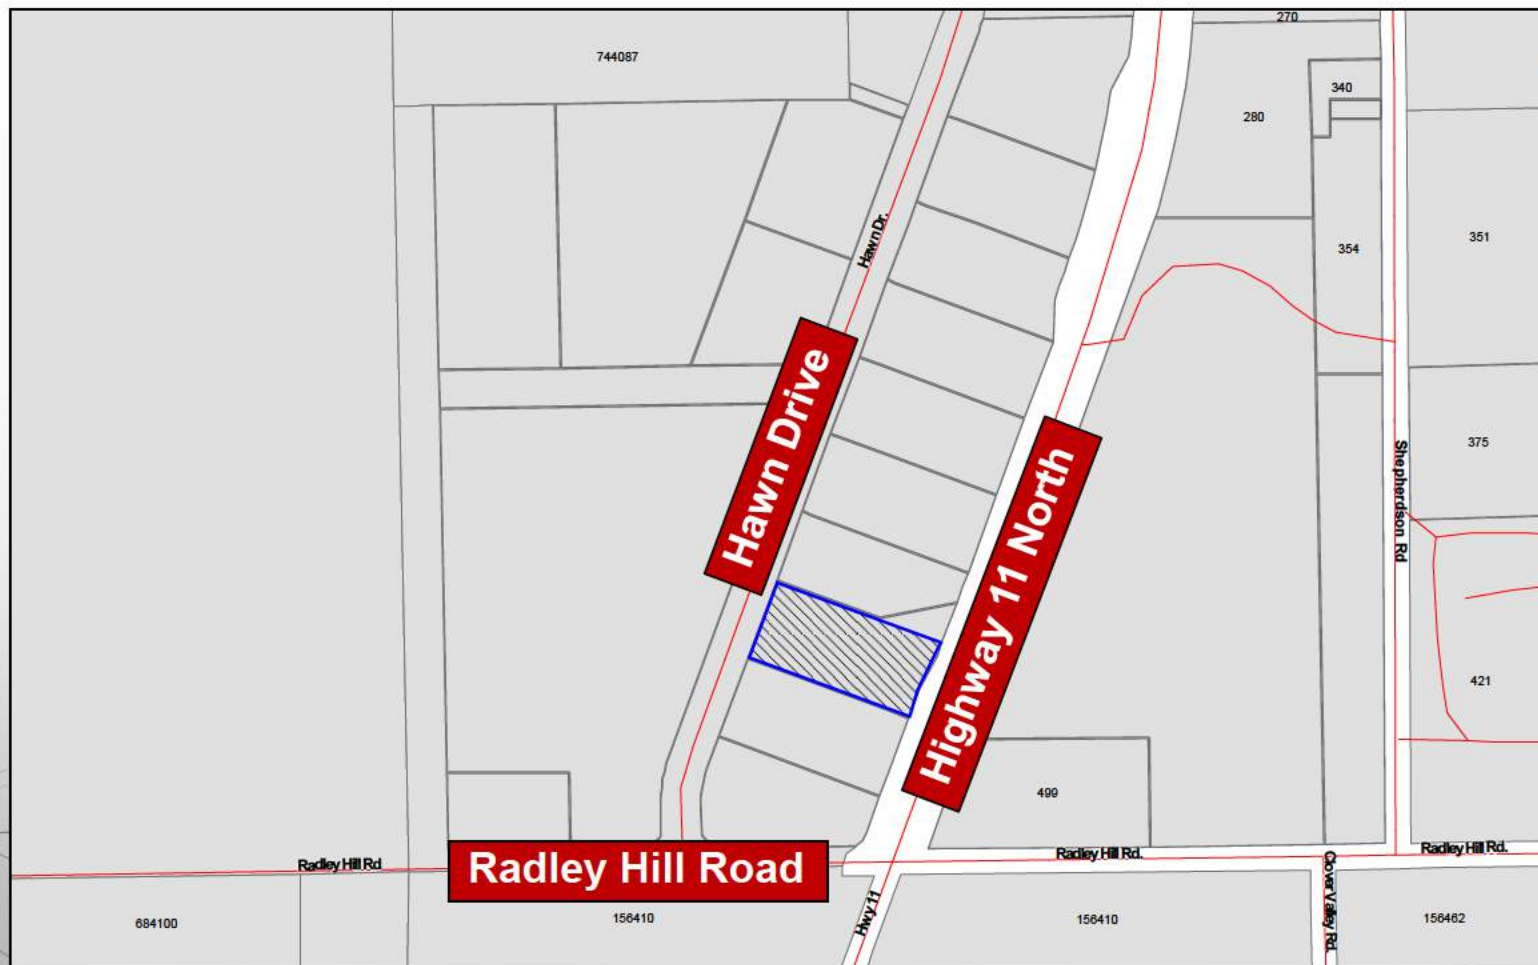 270
744087
340
280
Hawn Dr.
354
351
Hawn Drive
Highway 11 North
Shepherdson Rd
375
421
499
Radley Hill Rd
Radley Hill Road
Radley Hill Rd.
Radley Hill Rd.
Hwy 11
Clover Valley Rd.
684100
156410
156410
156462